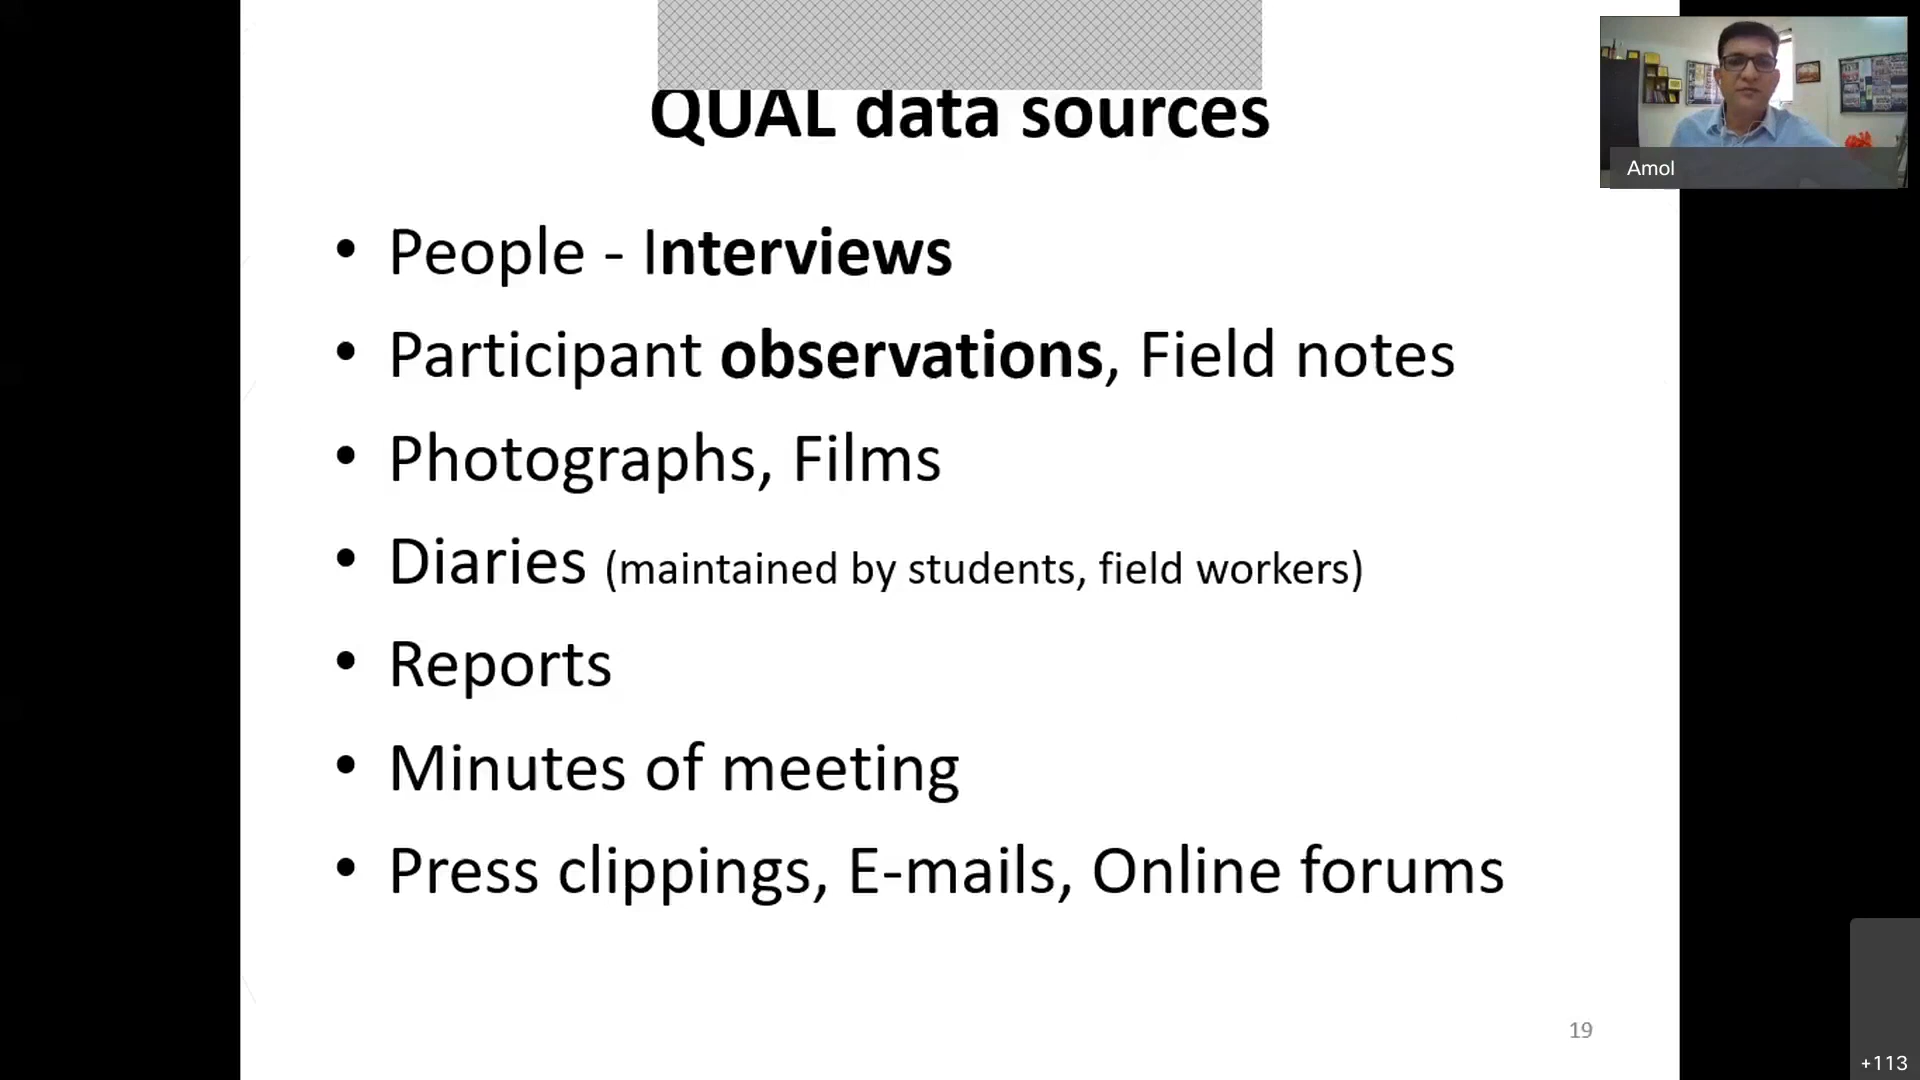 QUAL data sources
Amol
• People - Interviews
• Participant observations, Field notes
• Photographs, Films
• Diaries (maintained by students, field workers)
• Reports
• Minutes of meeting
• Press clippings, E-mails, Online forums
19
+113